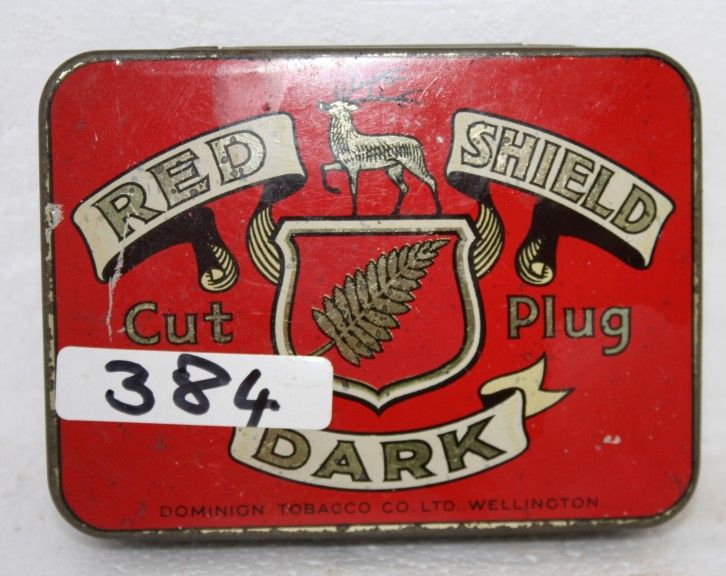 RED SHIELD
Cut Plug
384
DARK
DOMINION TOBACCO CO. LTD. WELLINGTON